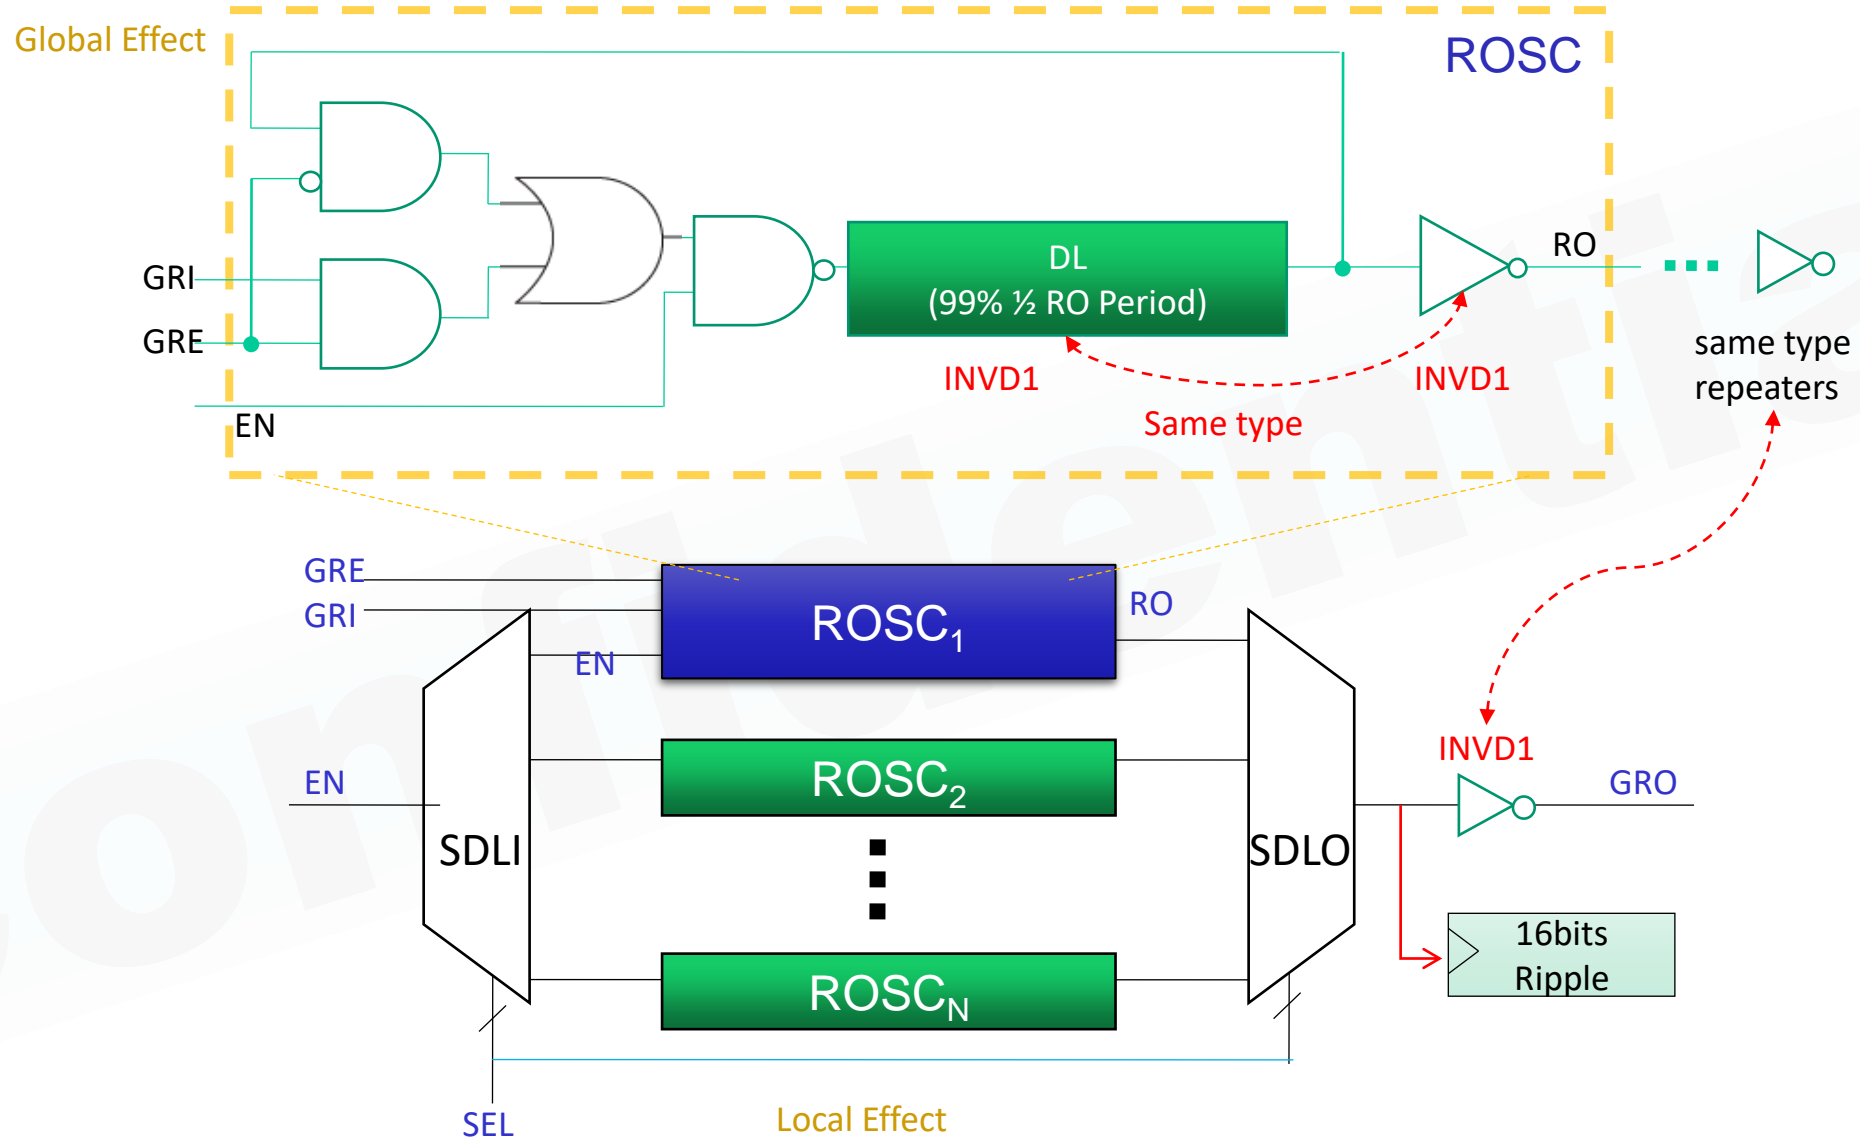 Global Effect
ROSC
GRI
GRE
EN
DL
(99% ½ RO Period)
RO
INVD1
INVD1
Same type
same type
repeaters
GRE
GRI
EN
ROSC1
RO
EN
SDLI
ROSC2
SDLO
INVD1
GRO
16bits
Ripple
ROSCN
SEL
Local Effect
Confidential